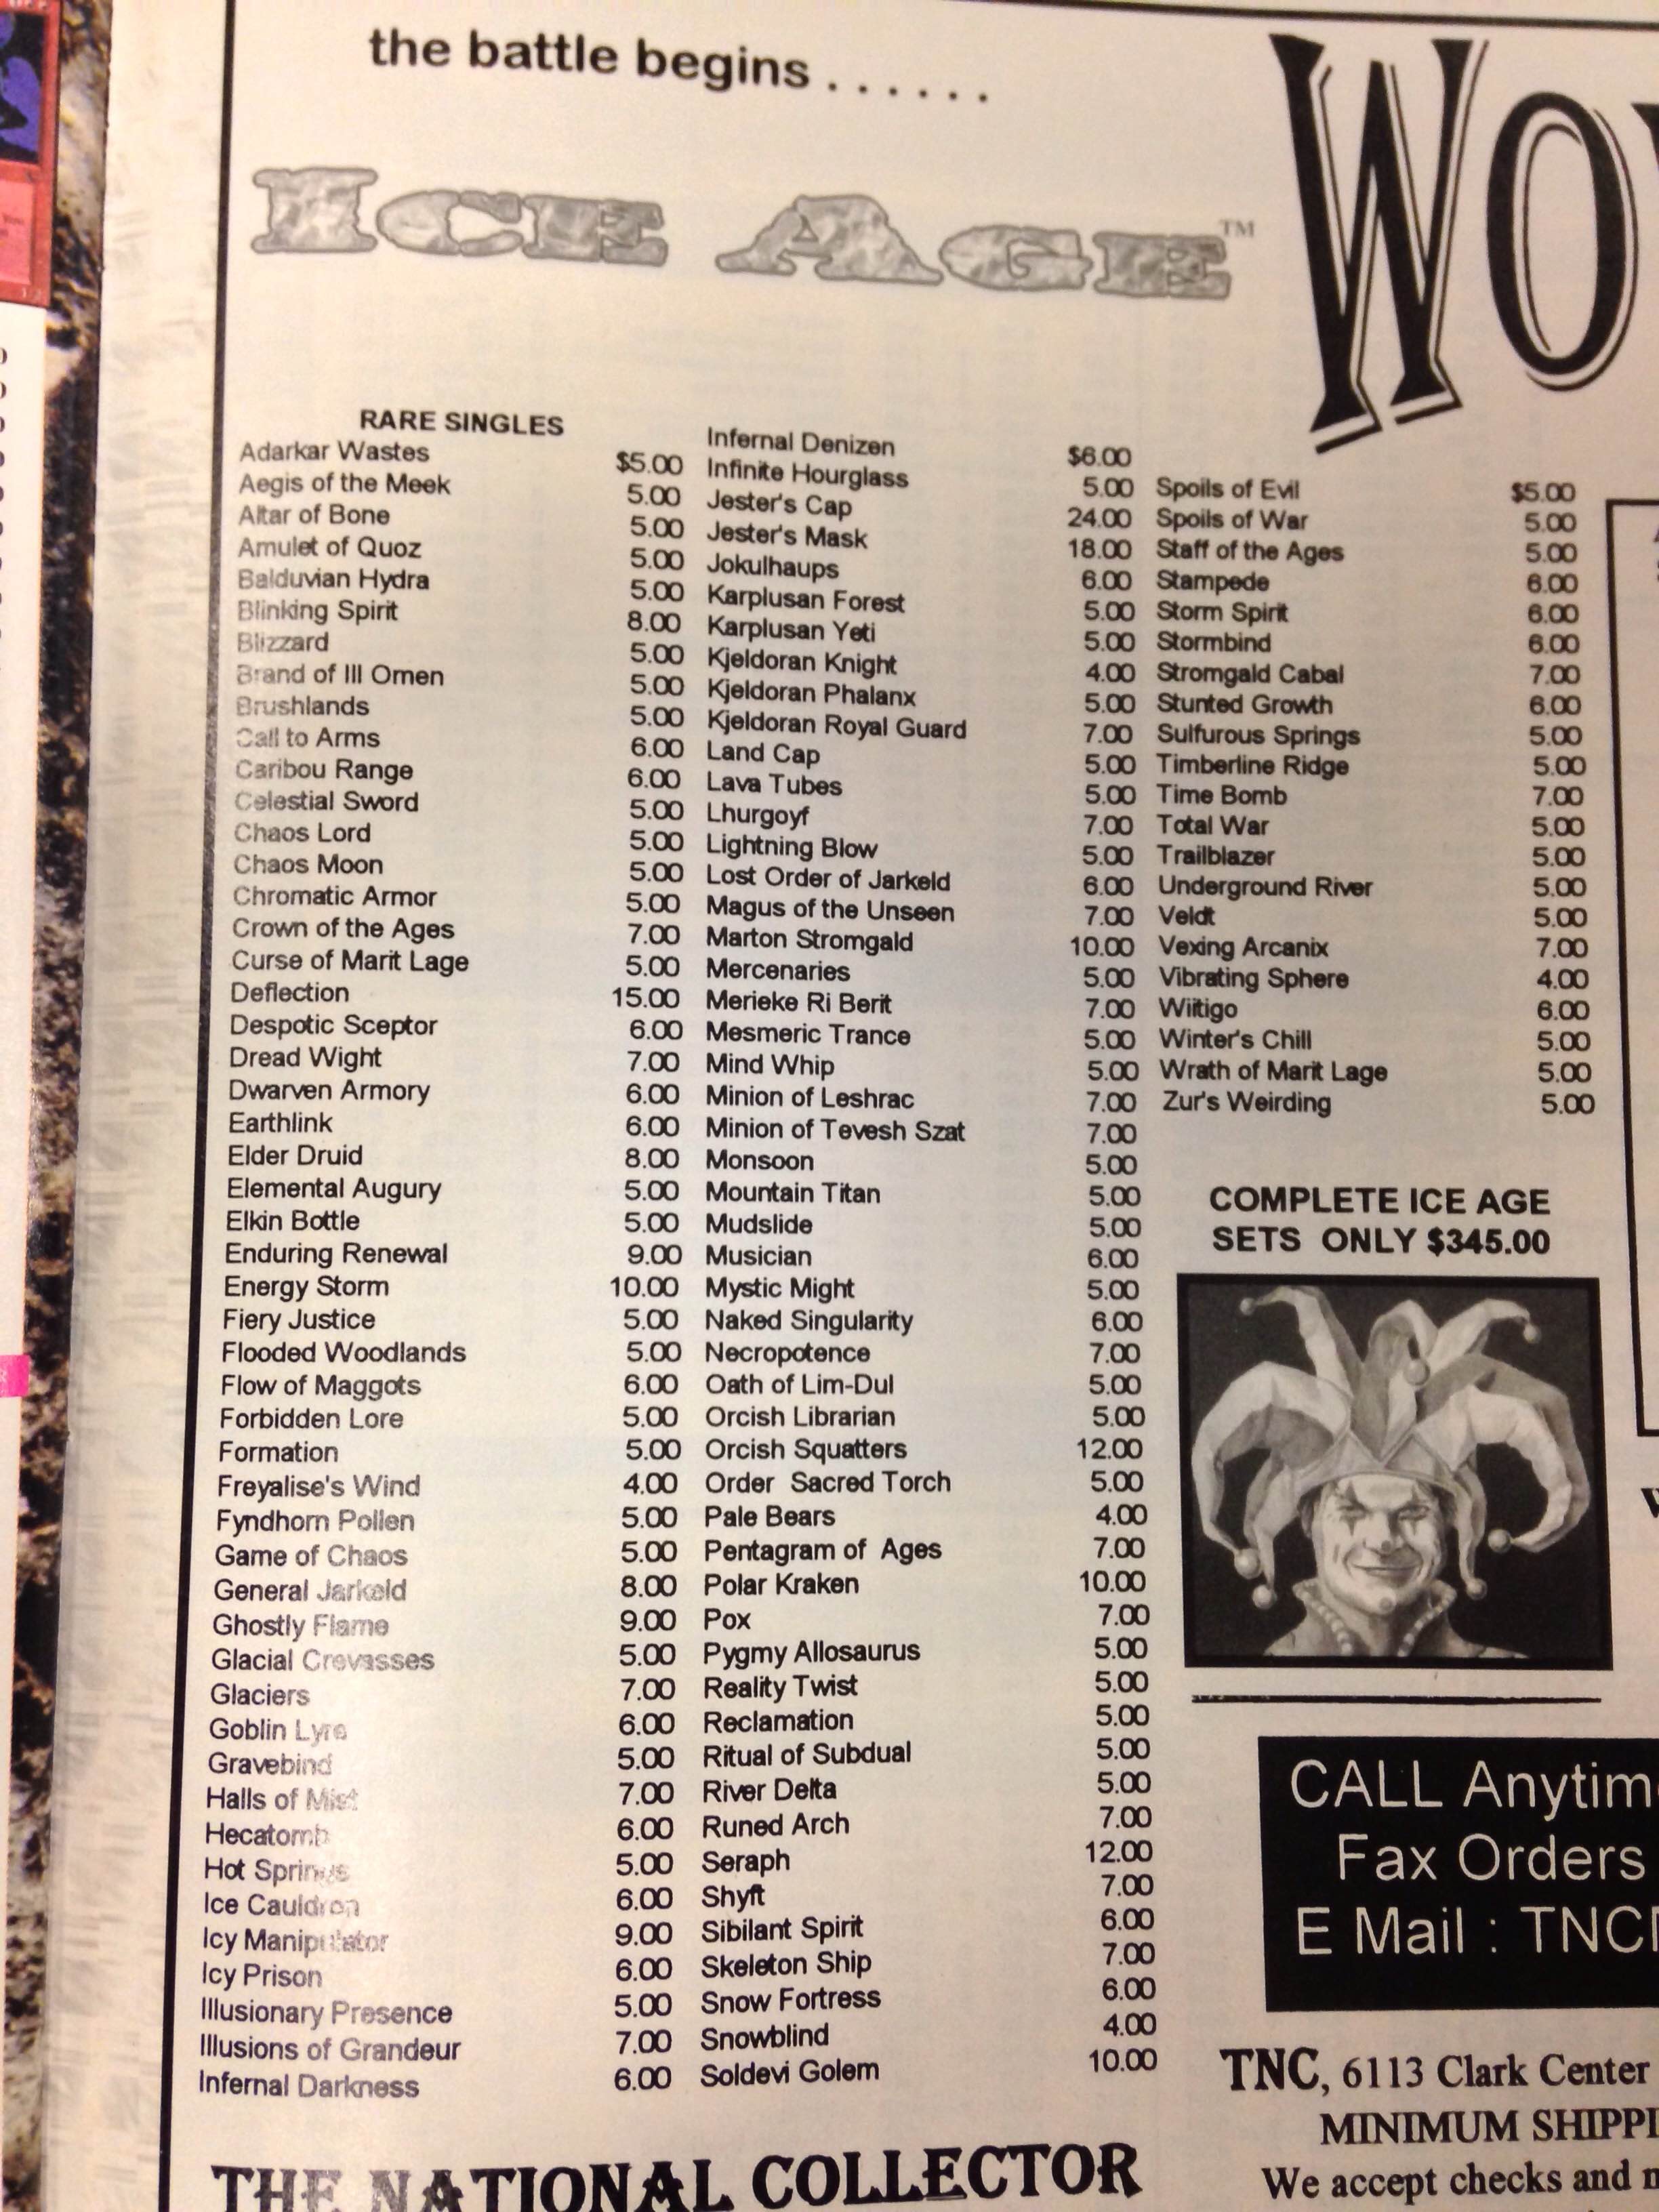 the battle begins . . . . . .
ICE AGE™
WO
RARE SINGLES
Adarkar Wastes $5.00
Aegis of the Meek 5.00
Altar of Bone 5.00
Amulet of Quoz 5.00
Balduvian Hydra 5.00
Blinking Spirit 8.00
Blizzard 5.00
Brand of Ill Omen 5.00
Brushlands 5.00
Call to Arms 6.00
Caribou Range 6.00
Celestial Sword 5.00
Chaos Lord 5.00
Chaos Moon 5.00
Chromatic Armor 5.00
Crown of the Ages 7.00
Curse of Marit Lage 5.00
Deflection 15.00
Despotic Sceptor 6.00
Dread Wight 7.00
Dwarven Armory 6.00
Earthlink 6.00
Elder Druid 8.00
Elemental Augury 5.00
Elkin Bottle 5.00
Enduring Renewal 9.00
Energy Storm 10.00
Fiery Justice 5.00
Flooded Woodlands 5.00
Flow of Maggots 6.00
Forbidden Lore 5.00
Formation 5.00
Freyalise's Wind 4.00
Fyndhorn Pollen 5.00
Game of Chaos 5.00
General Jarkeld 8.00
Ghostly Flame 9.00
Glacial Crevasses 5.00
Glaciers 7.00
Goblin Lyre 6.00
Gravebind 5.00
Halls of Mist 7.00
Hecatomb 6.00
Hot Springs 5.00
Ice Cauldron 6.00
Icy Manipulator 9.00
Icy Prison 6.00
Illusionary Presence 5.00
Illusions of Grandeur 7.00
Infernal Darkness 6.00
Infernal Denizen $6.00
Infinite Hourglass 5.00
Jester's Cap 24.00
Jester's Mask 18.00
Jokulhaups 6.00
Karplusan Forest 5.00
Karplusan Yeti 5.00
Kjeldoran Knight 4.00
Kjeldoran Phalanx 5.00
Kjeldoran Royal Guard 7.00
Land Cap 5.00
Lava Tubes 5.00
Lhurgoyf 7.00
Lightning Blow 5.00
Lost Order of Jarkeld 6.00
Magus of the Unseen 7.00
Marton Stromgald 10.00
Mercenaries 5.00
Merieke Ri Berit 7.00
Mesmeric Trance 5.00
Mind Whip 5.00
Minion of Leshrac 7.00
Minion of Tevesh Szat 7.00
Monsoon 5.00
Mountain Titan 5.00
Mudslide 5.00
Musician 6.00
Mystic Might 5.00
Naked Singularity 6.00
Necropotence 7.00
Oath of Lim-Dul 5.00
Orcish Librarian 5.00
Orcish Squatters 12.00
Order Sacred Torch 5.00
Pale Bears 4.00
Pentagram of Ages 7.00
Polar Kraken 10.00
Pox 7.00
Pygmy Allosaurus 5.00
Reality Twist 5.00
Reclamation 5.00
Ritual of Subdual 5.00
River Delta 5.00
Runed Arch 7.00
Seraph 12.00
Shyft 7.00
Sibilant Spirit 6.00
Skeleton Ship 7.00
Snow Fortress 6.00
Snowblind 4.00
Soldevi Golem 10.00
Spoils of Evil $5.00
Spoils of War 5.00
Staff of the Ages 5.00
Stampede 6.00
Storm Spirit 6.00
Stormbind 6.00
Stromgald Cabal 7.00
Stunted Growth 6.00
Sulfurous Springs 5.00
Timberline Ridge 5.00
Time Bomb 7.00
Total War 5.00
Trailblazer 5.00
Underground River 5.00
Veldt 5.00
Vexing Arcanix 7.00
Vibrating Sphere 4.00
Wiitigo 6.00
Winter's Chill 5.00
Wrath of Marit Lage 5.00
Zur's Weirding 5.00
COMPLETE ICE AGE
SETS ONLY $345.00
CALL Anytim
Fax Orders
E Mail : TNC
TNC, 6113 Clark Center
MINIMUM SHIPPI
We accept checks and
THE NATIONAL COLLECTOR